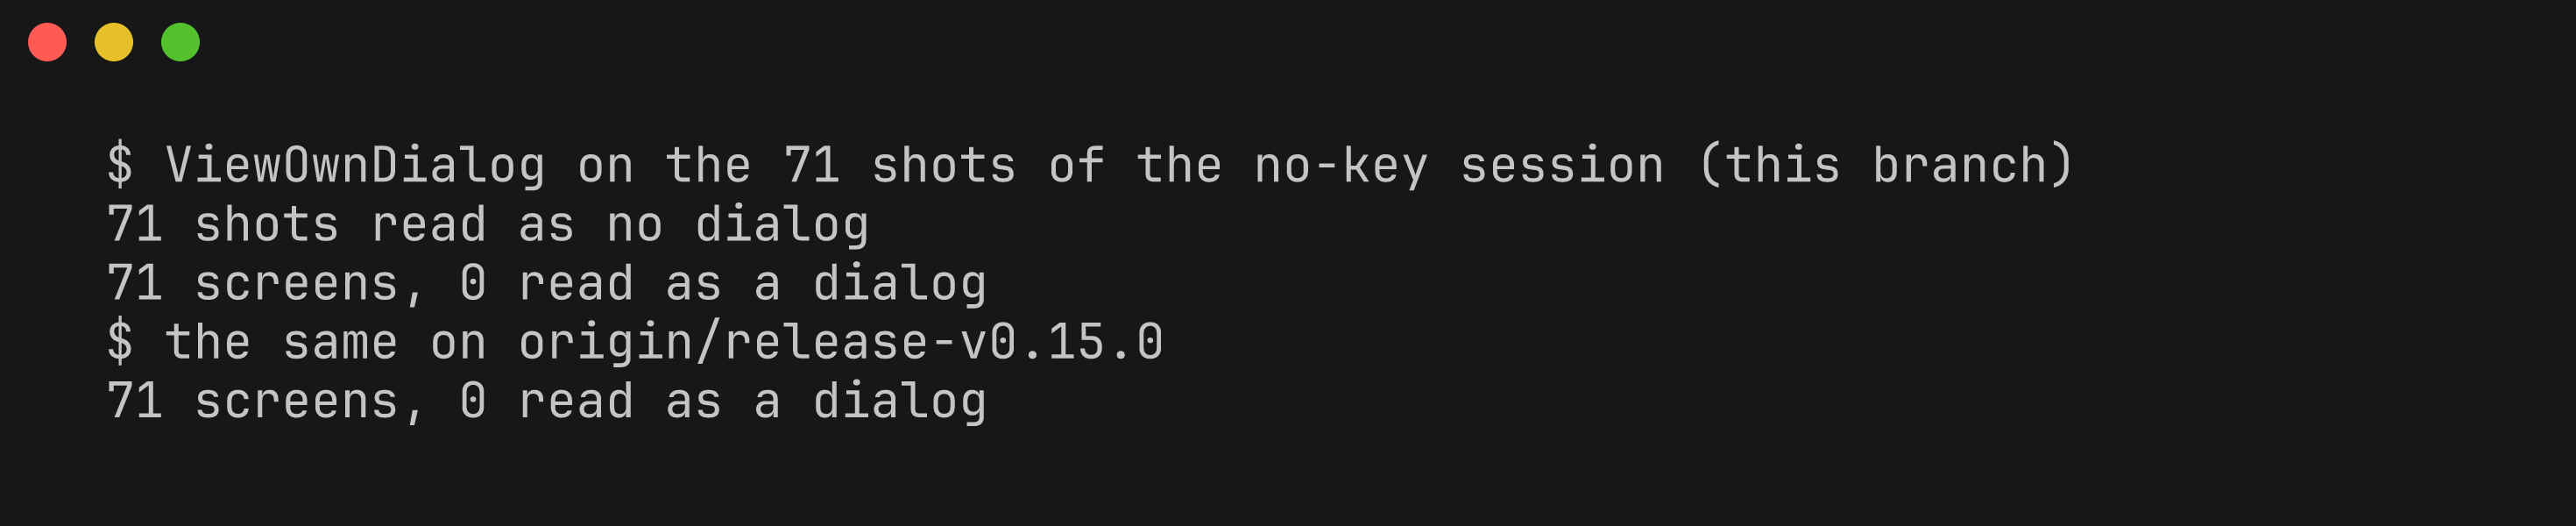 $ ViewOwnDialog on the 71 shots of the no-key session (this branch)
71 shots read as no dialog
71 screens, 0 read as a dialog
$ the same on origin/release-v0.15.0
71 screens, 0 read as a dialog